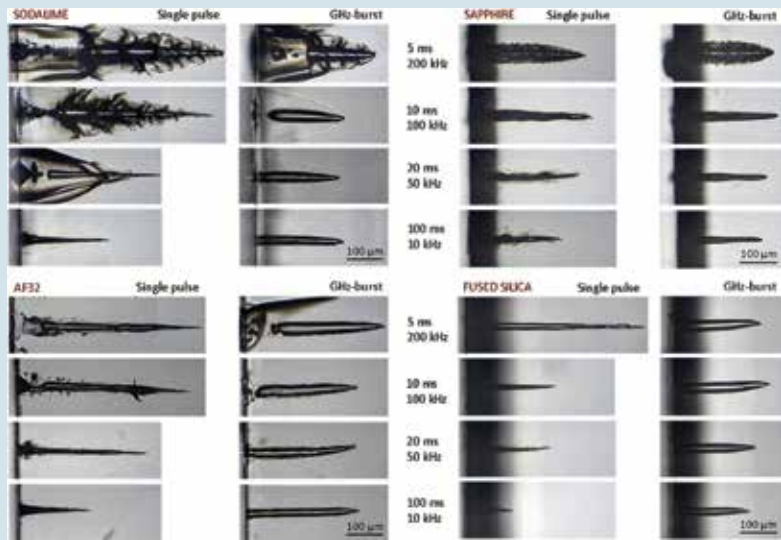 SODALIME Single pulse GHz-burst
SAPPHIRE Single pulse GHz-burst
5 ms
200 kHz
10 ms
100 kHz
20 ms
50 kHz
100 ms
10 kHz
100 µm
100 µm
AF32 Single pulse GHz-burst
FUSED SILICA Single pulse GHz-burst
5 ms
200 kHz
10 ms
100 kHz
20 ms
50 kHz
100 ms
10 kHz
100 µm
100 µm